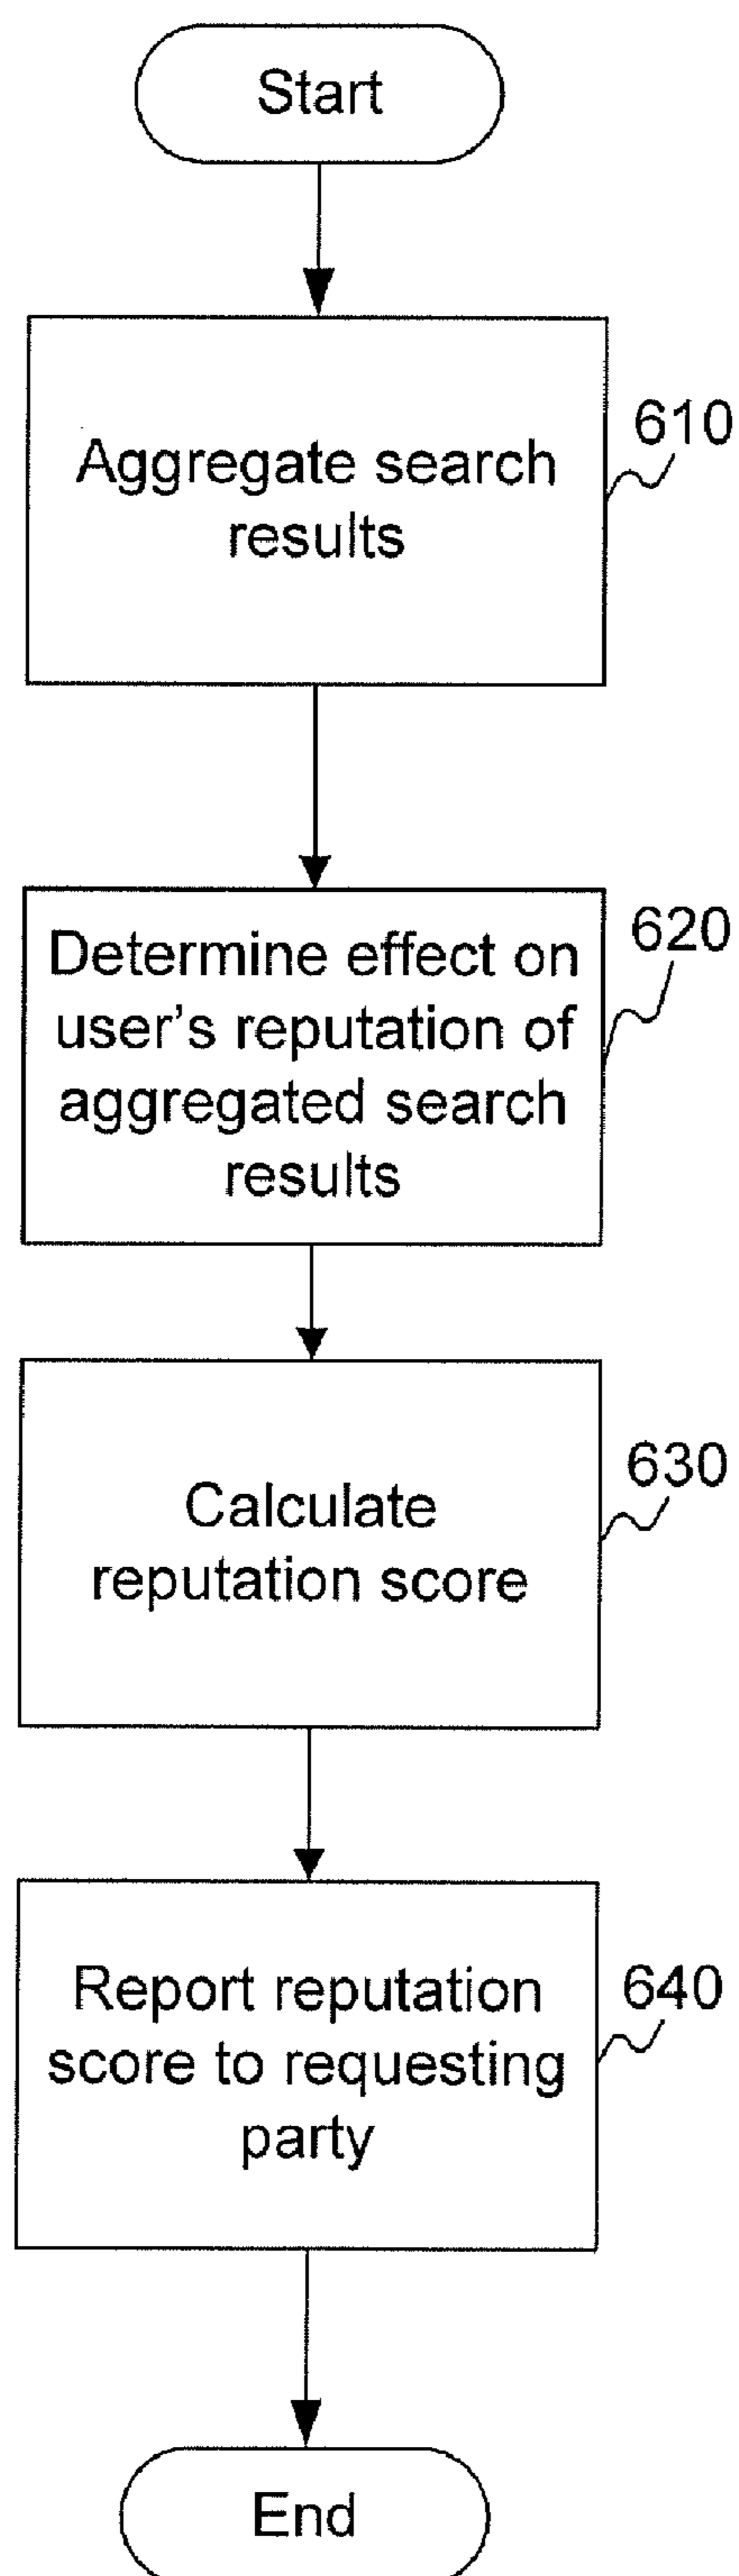 Start
610
Aggregate search
results
620
Determine effect on
user's reputation of
aggregated search
results
630
Calculate
reputation score
640
Report reputation
score to requesting
party
End